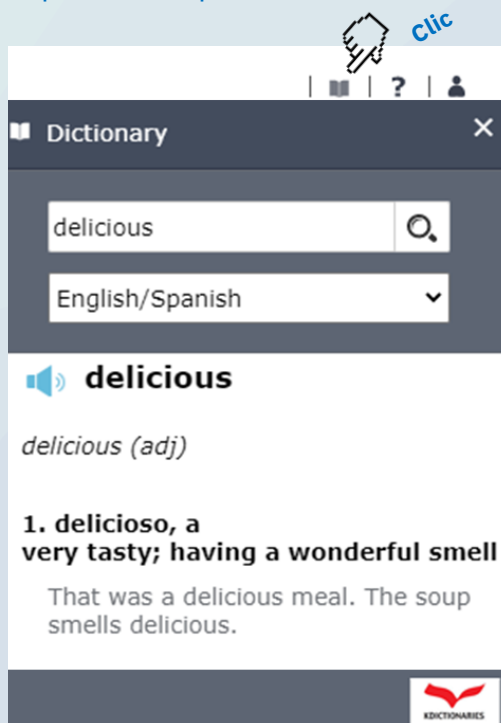 Clic
| | ? |
Dictionary ×
delicious
English/Spanish
delicious
delicious (adj)
1. delicioso, a
very tasty; having a wonderful smell
That was a delicious meal. The soup
smells delicious.
KDICTIONARIES